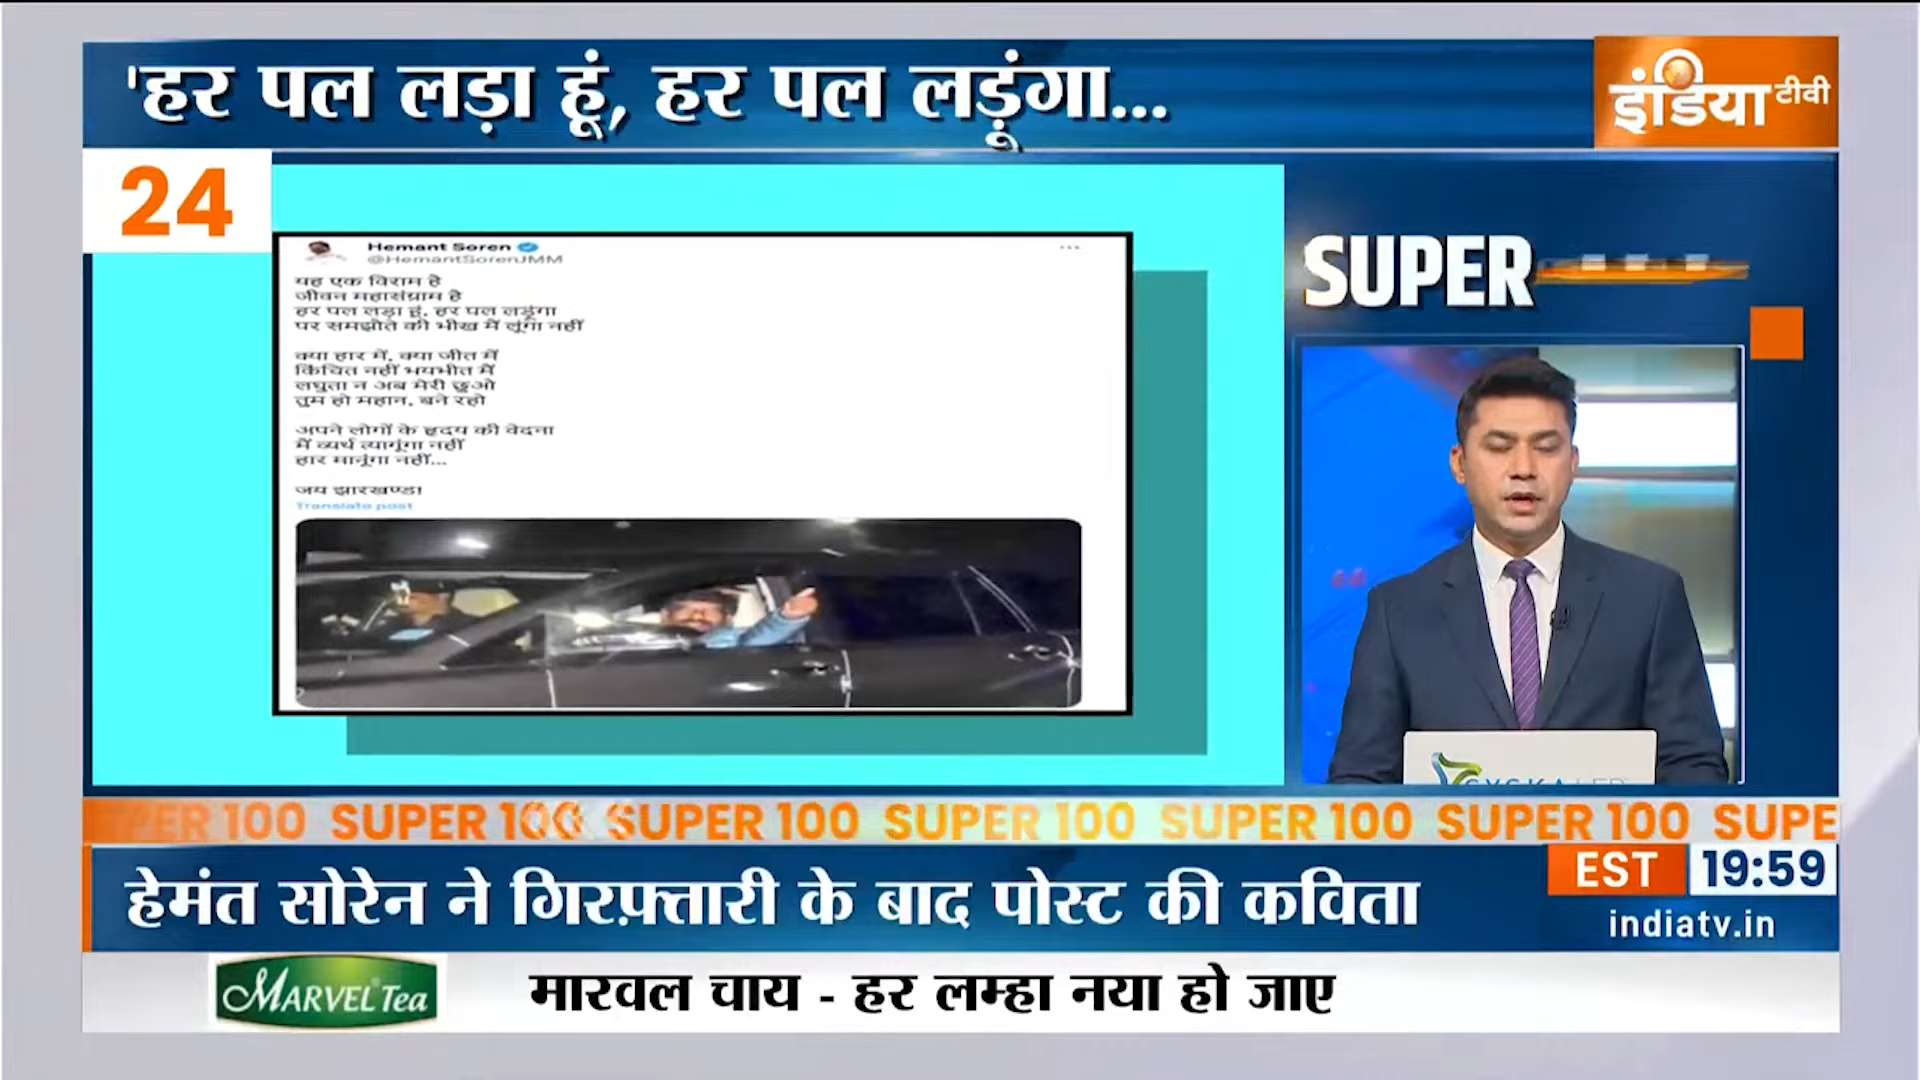 'हर पल लड़ा हूं, हर पल लड़ूंगा...
इंडिया टीवी
24
SUPER
Hemant Soren
@HemantSorenJMM
यह एक विराम है
जीवन महासंग्राम है
हर पल लड़ा हूं, हर पल लड़ूंगा
पर समझौते की भीख मैं लूंगा नहीं
क्या हार में, क्या जीत में
किंचित नहीं भयभीत मैं
लघुता न अब मेरी छुओ
तुम हो महान, बने रहो
अपने लोगों के हृदय की वेदना
मैं व्यर्थ त्यागूंगा नहीं
हार मानूंगा नहीं...
जय झारखण्ड!
Translate post
PER 100 SUPER 100 SUPER 100 SUPER 100 SUPER 100 SUPER 100 SUPE
हेमंत सोरेन ने गिरफ़्तारी के बाद पोस्ट की कविता
EST 19:59
indiatv.in
MARVEL Tea
मारवल चाय - हर लम्हा नया हो जाए